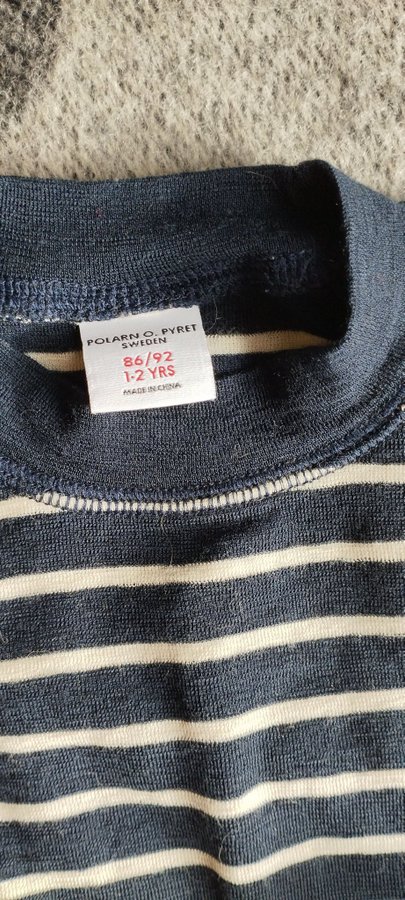 POLARN O. PYRET
SWEDEN
86/92
1-2 YRS
MADE IN CHINA